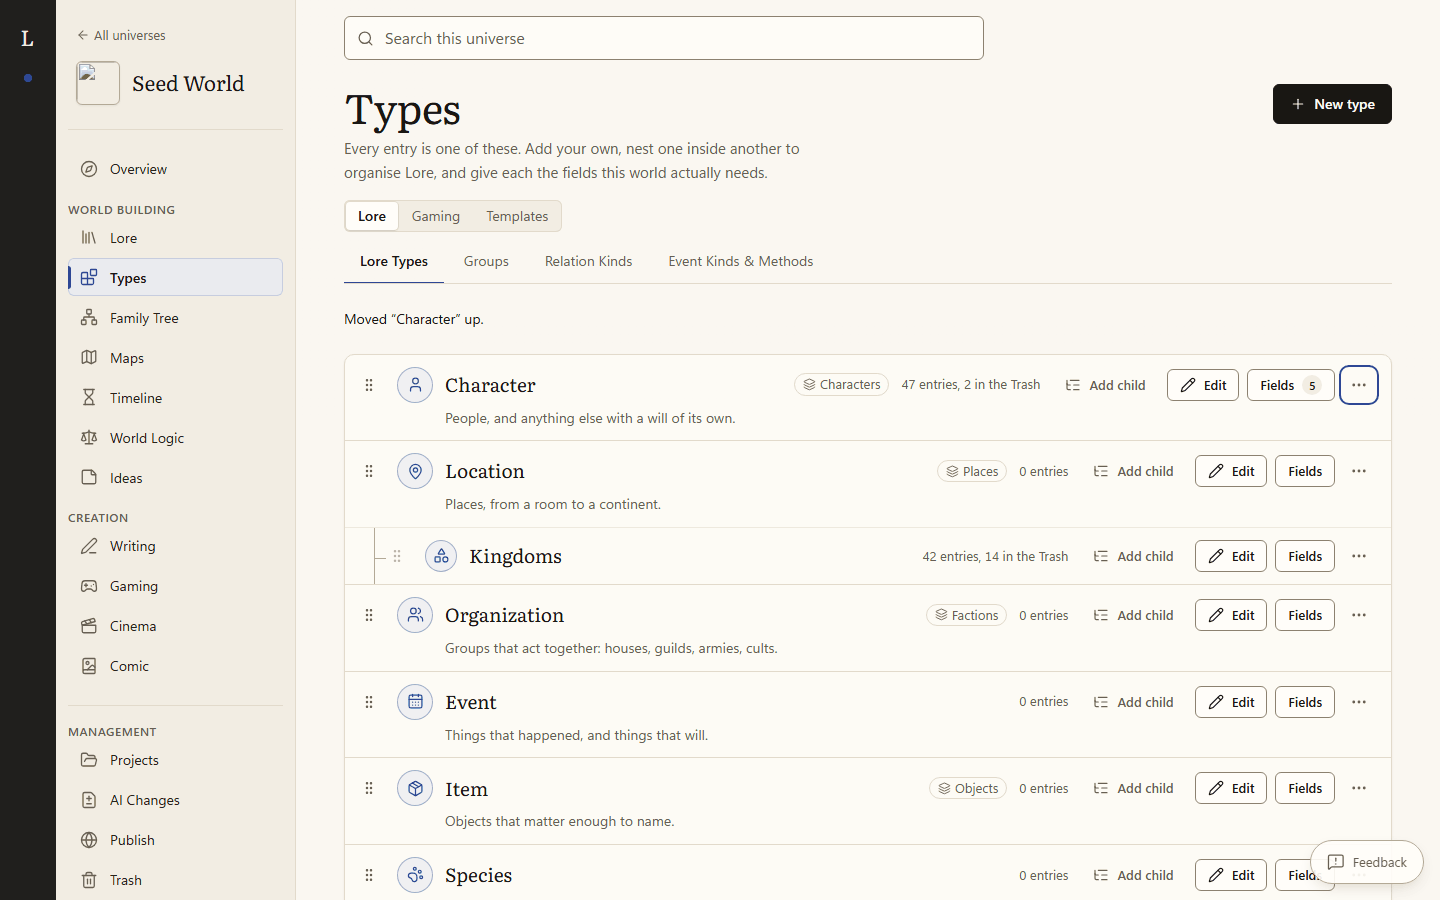 L
All universes
Seed World
Overview
WORLD BUILDING
Lore
Types
Family Tree
Maps
Timeline
World Logic
Ideas
CREATION
Writing
Gaming
Cinema
Comic
MANAGEMENT
Projects
AI Changes
Publish
Trash
Search this universe
Types
New type
Every entry is one of these. Add your own, nest one inside another to
organise Lore, and give each the fields this world actually needs.
Lore Gaming Templates
Lore Types Groups Relation Kinds Event Kinds & Methods
Moved “Character” up.
Character Characters 47 entries, 2 in the Trash Add child Edit Fields 5
People, and anything else with a will of its own.
Location Places 0 entries Add child Edit Fields
Places, from a room to a continent.
Kingdoms 42 entries, 14 in the Trash Add child Edit Fields
Organization Factions 0 entries Add child Edit Fields
Groups that act together: houses, guilds, armies, cults.
Event 0 entries Add child Edit Fields
Things that happened, and things that will.
Item Objects 0 entries Add child Edit Fields
Objects that matter enough to name.
Species 0 entries Add child Edit
Feedback